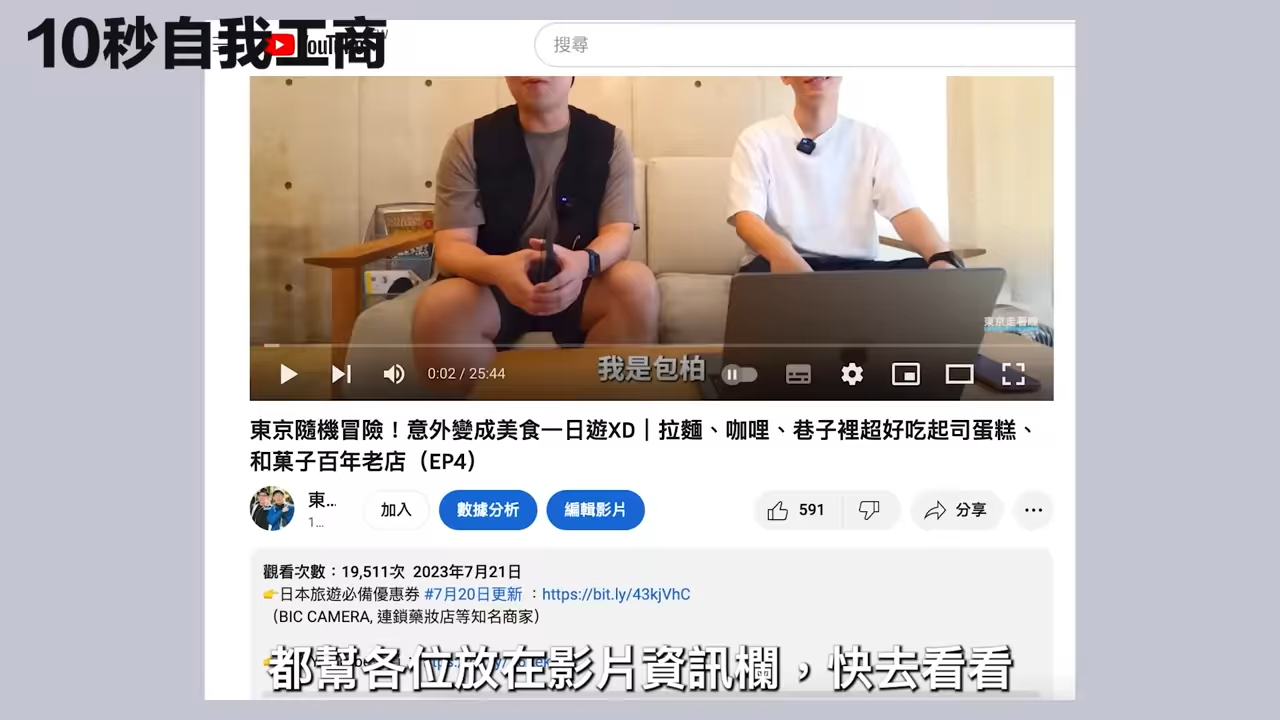 10秒自我工商
搜尋
東京走著瞧
0:02 / 25:44
我是包柏
東京隨機冒險！意外變成美食一日遊XD｜拉麵、咖哩、巷子裡超好吃起司蛋糕、
和菓子百年老店（EP4）
東...
1...
加入
數據分析
編輯影片
591
分享
觀看次數：19,511次 2023年7月21日
👉日本旅遊必備優惠券 #7月20日更新 ：https://bit.ly/43kjVhC
（BIC CAMERA, 連鎖藥妝店等知名商家）
都幫各位放在影片資訊欄，快去看看